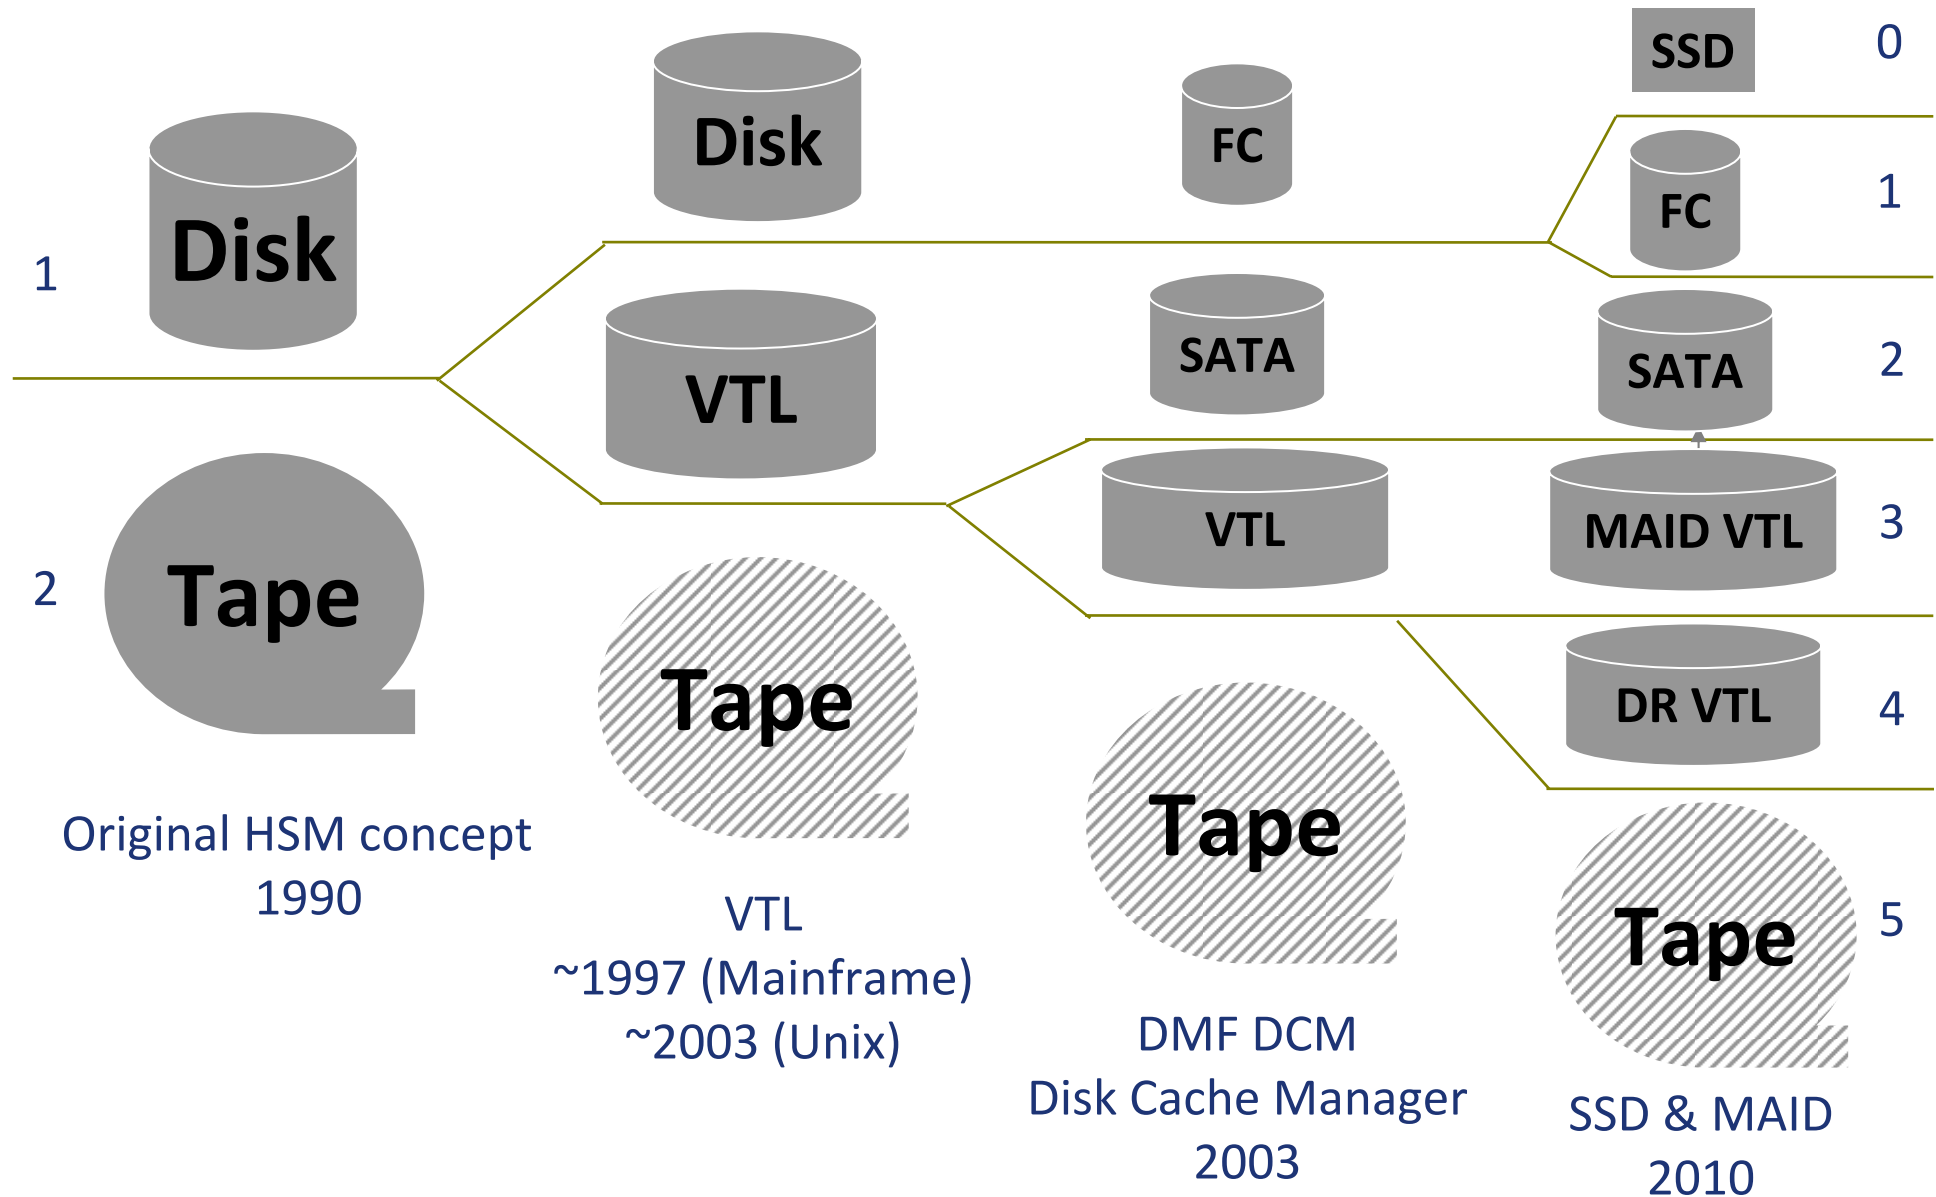 1
Disk
2
Tape
Original HSM concept
1990
Disk
VTL
Tape
VTL
~1997 (Mainframe)
~2003 (Unix)
FC
SATA
VTL
Tape
DMF DCM
Disk Cache Manager
2003
SSD
0
FC
1
SATA
2
MAID VTL
3
DR VTL
4
Tape
5
SSD & MAID
2010